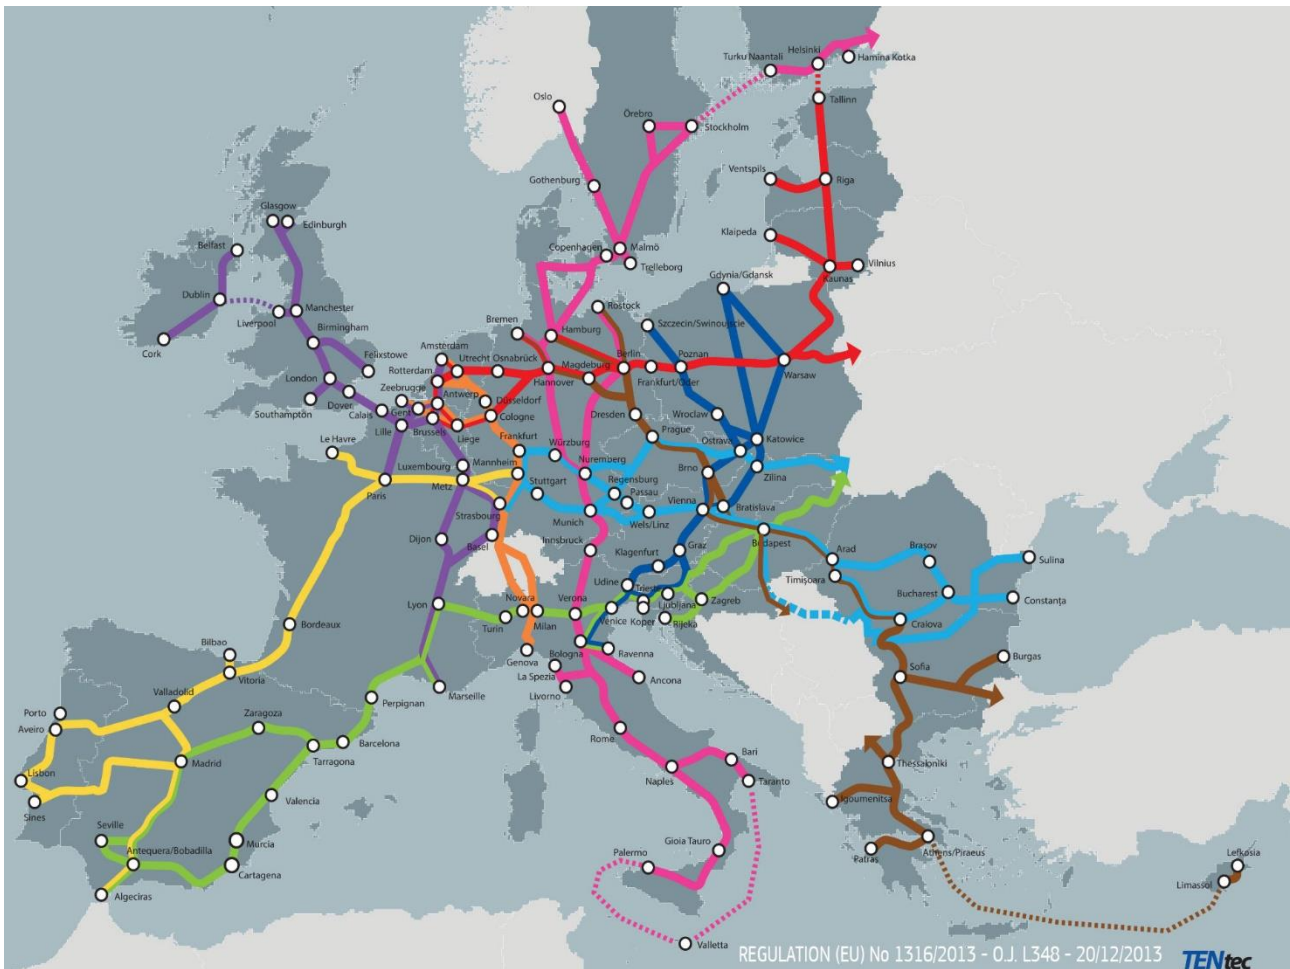 Helsinki
Turku Naantali
Hamina Kotka
Oslo
Tallinn
Örebro
Stockholm
Ventspils
Riga
Gothenburg
Glasgow
Edinburgh
Klaipeda
Belfast
Copenhagen
Malmö
Trelleborg
Vilnius
Kaunas
Gdynia/Gdansk
Dublin
Liverpool
Manchester
Rostock
Bremen
Szczecin/Swinoujscie
Birmingham
Hamburg
Cork
Amsterdam
Utrecht
Osnabrück
Berlin
Poznan
Felixstowe
Rotterdam
Magdeburg
Hannover
Frankfurt/Oder
Warsaw
London
Zeebrugge
Antwerp
Düsseldorf
Southampton
Dover
Calais
Gent
Cologne
Dresden
Wroclaw
Lille
Brussels
Liege
Prague
Le Havre
Frankfurt
Würzburg
Ostrava
Katowice
Luxembourg
Mannheim
Nuremberg
Brno
Zilina
Paris
Metz
Stuttgart
Regensburg
Passau
Strasbourg
Vienna
Munich
Wels/Linz
Bratislava
Dijon
Basel
Innsbruck
Klagenfurt
Graz
Budapest
Arad
Braşov
Sulina
Udine
Trieste
Timişoara
Lyon
Novara
Verona
Ljubljana
Zagreb
Bucharest
Constanţa
Turin
Milan
Venice
Koper
Rijeka
Craiova
Bordeaux
Bilbao
Genova
Bologna
Ravenna
Burgas
Vitoria
La Spezia
Ancona
Sofia
Valladolid
Marseille
Livorno
Perpignan
Porto
Zaragoza
Aveiro
Rome
Barcelona
Madrid
Tarragona
Bari
Thessaloniki
Lisbon
Naples
Taranto
Sines
Valencia
Igoumenitsa
Seville
Murcia
Gioia Tauro
Antequera/Bobadilla
Palermo
Patras
Athens/Piraeus
Lefkosia
Cartagena
Limassol
Algeciras
Valletta
REGULATION (EU) No 1316/2013 - O.J. L348 - 20/12/2013
TENtec